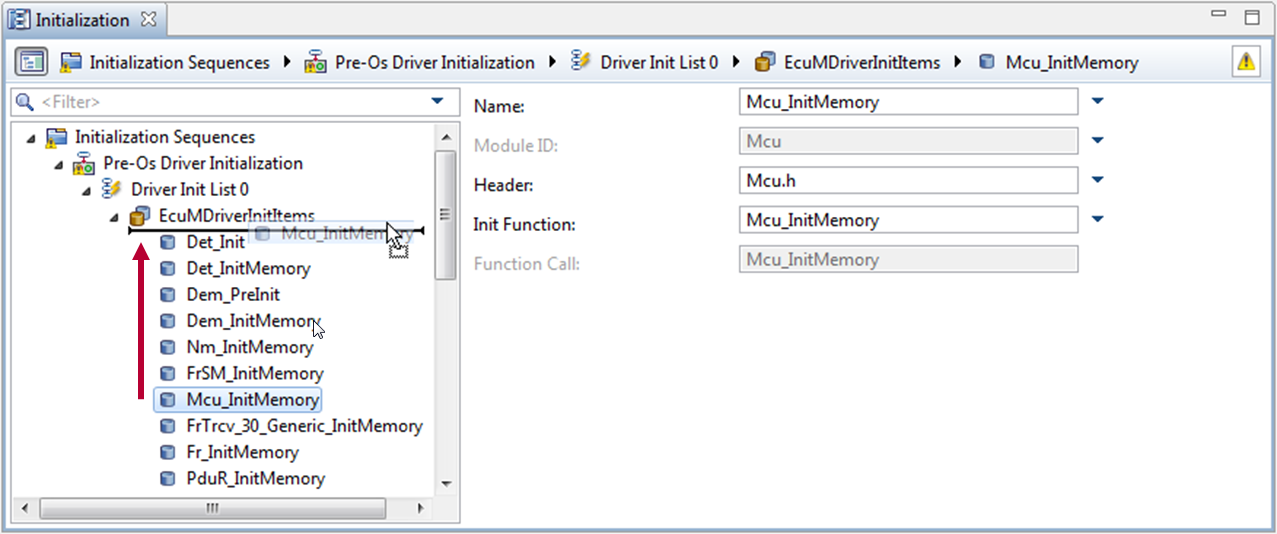 Initialization
Initialization Sequences Pre-Os Driver Initialization Driver Init List 0 EcuMDriverInitItems Mcu_InitMemory
<Filter>
Initialization Sequences
Pre-Os Driver Initialization
Driver Init List 0
EcuMDriverInitItems
Mcu_InitMemory
Det_Init
Det_InitMemory
Dem_PreInit
Dem_InitMemory
Nm_InitMemory
FrSM_InitMemory
Mcu_InitMemory
FrTrcv_30_Generic_InitMemory
Fr_InitMemory
PduR_InitMemory
Name: Mcu_InitMemory
Module ID: Mcu
Header: Mcu.h
Init Function: Mcu_InitMemory
Function Call: Mcu_InitMemory